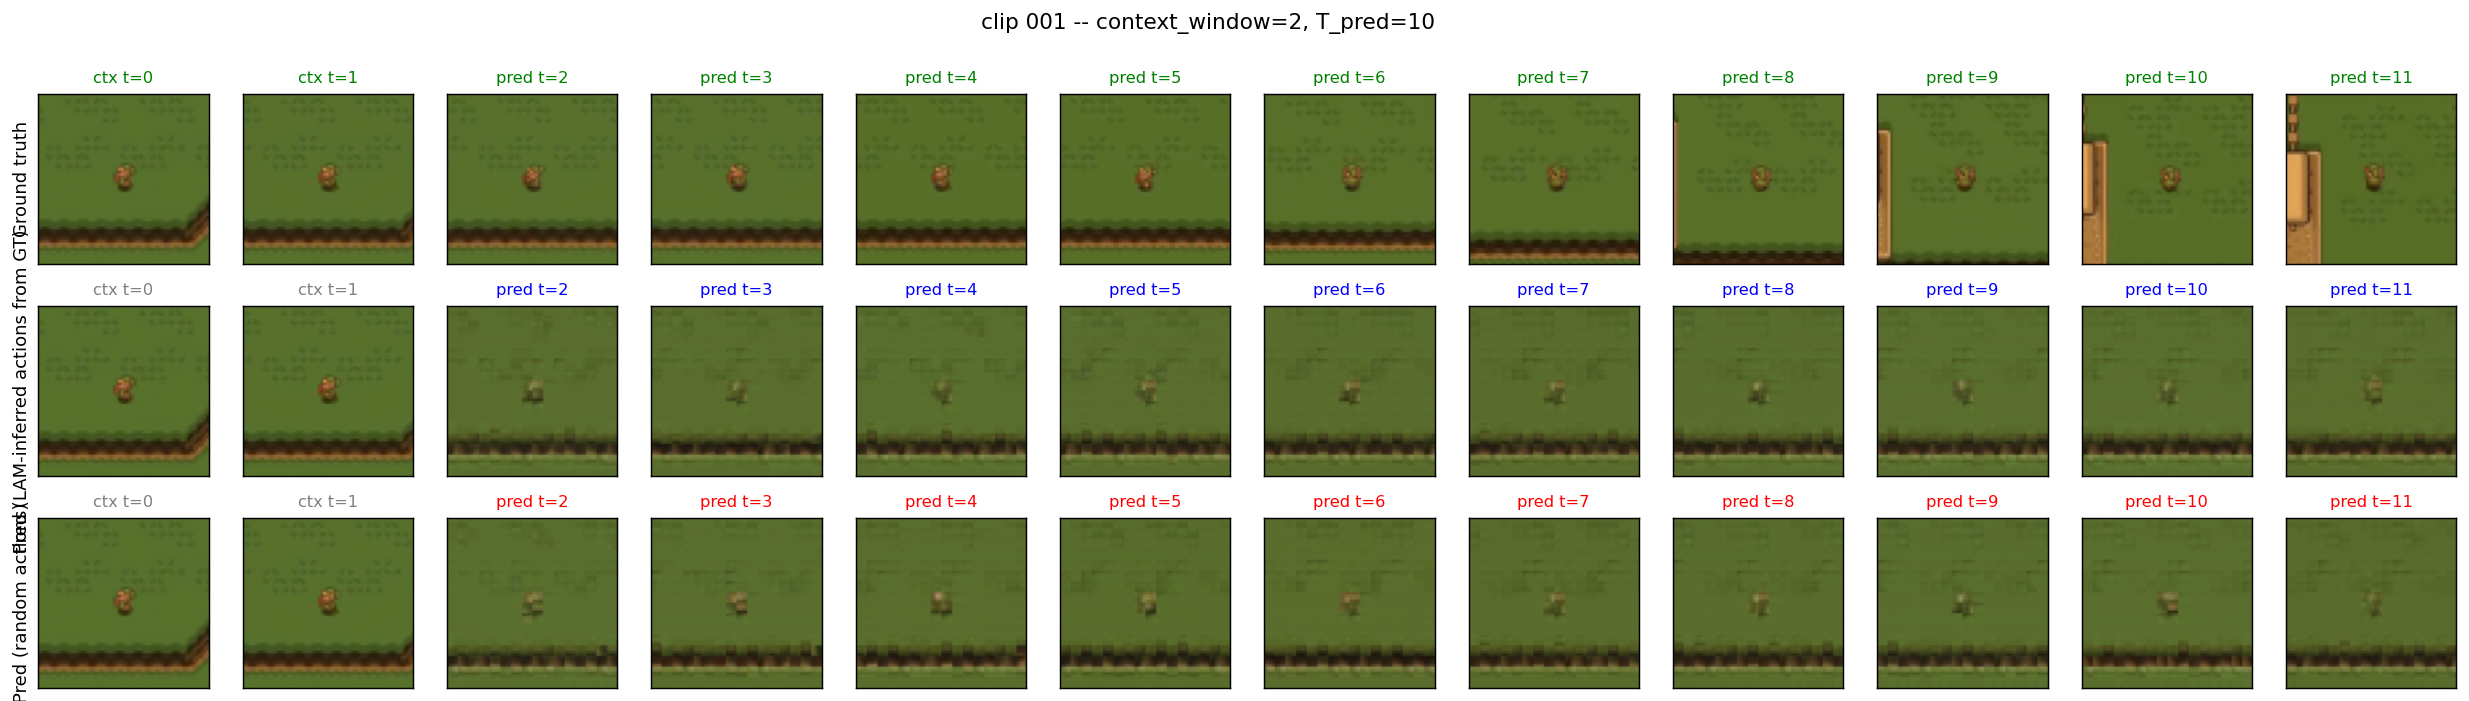 clip 001 -- context_window=2, T_pred=10
ctx t=0 ctx t=1 pred t=2 pred t=3 pred t=4 pred t=5 pred t=6 pred t=7 pred t=8 pred t=9 pred t=10 pred t=11
Ground truth
ctx t=0 ctx t=1 pred t=2 pred t=3 pred t=4 pred t=5 pred t=6 pred t=7 pred t=8 pred t=9 pred t=10 pred t=11
Pred (LAM-inferred actions from GT)
ctx t=0 ctx t=1 pred t=2 pred t=3 pred t=4 pred t=5 pred t=6 pred t=7 pred t=8 pred t=9 pred t=10 pred t=11
Pred (random actions)